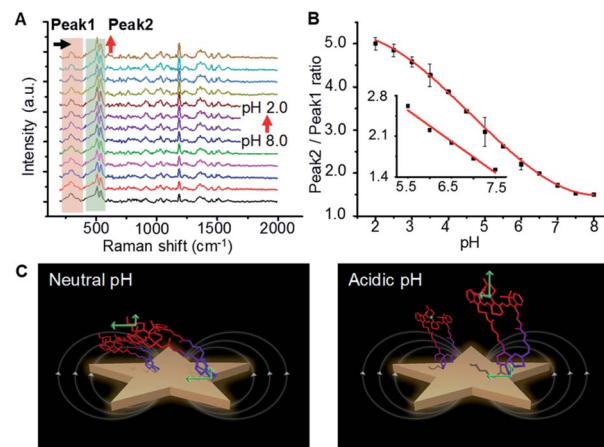 A
Peak1 Peak2
pH 2.0
pH 8.0
Intensity (a.u.)
500 1000 1500 2000
Raman shift (cm⁻¹)
B
5.0
4.0
3.0
2.0
1.0
Peak2 / Peak1 ratio
2.8
2.1
1.4
5.5 6.5 7.5
2 3 4 5 6 7 8
pH
C
Neutral pH
Acidic pH